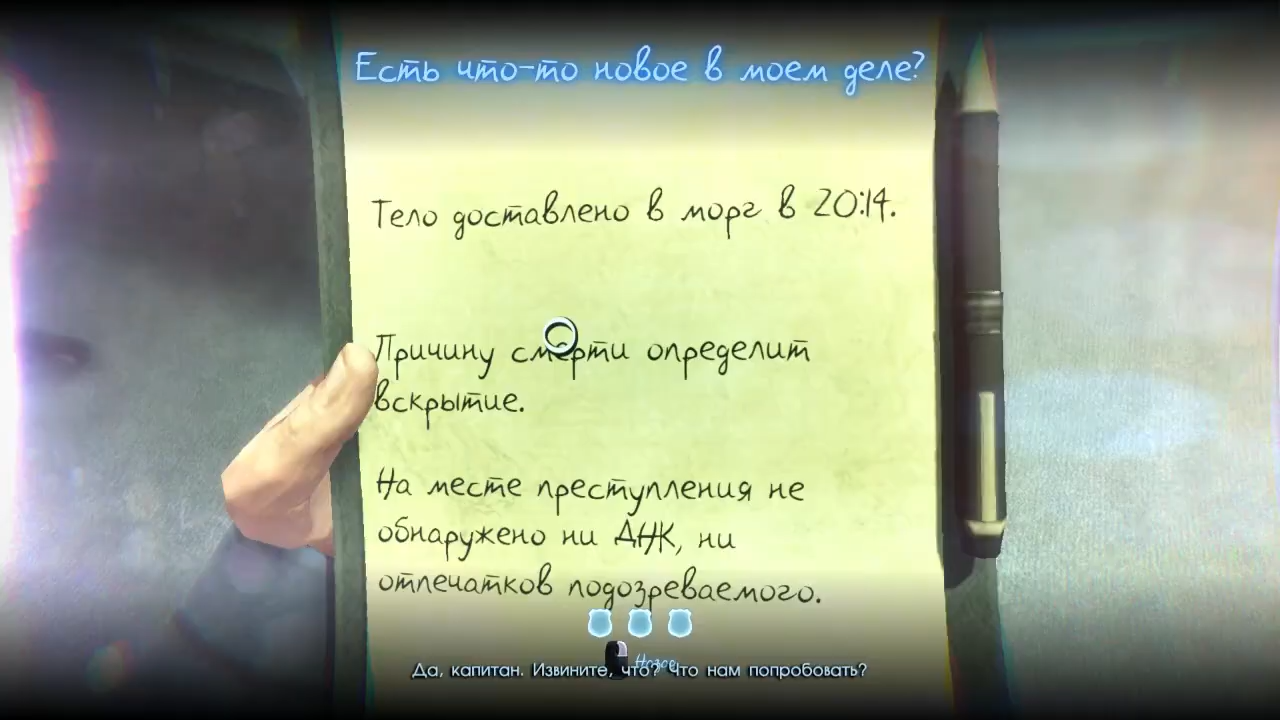 Есть что-то новое в моем деле?
Тело доставлено в морг в 20:14.
Причину смерти определит
вскрытие.
На месте преступления не
обнаружено ни ДНК, ни
отпечатков подозреваемого.
Назад
Да, капитан. Извините, что? Что нам попробовать?